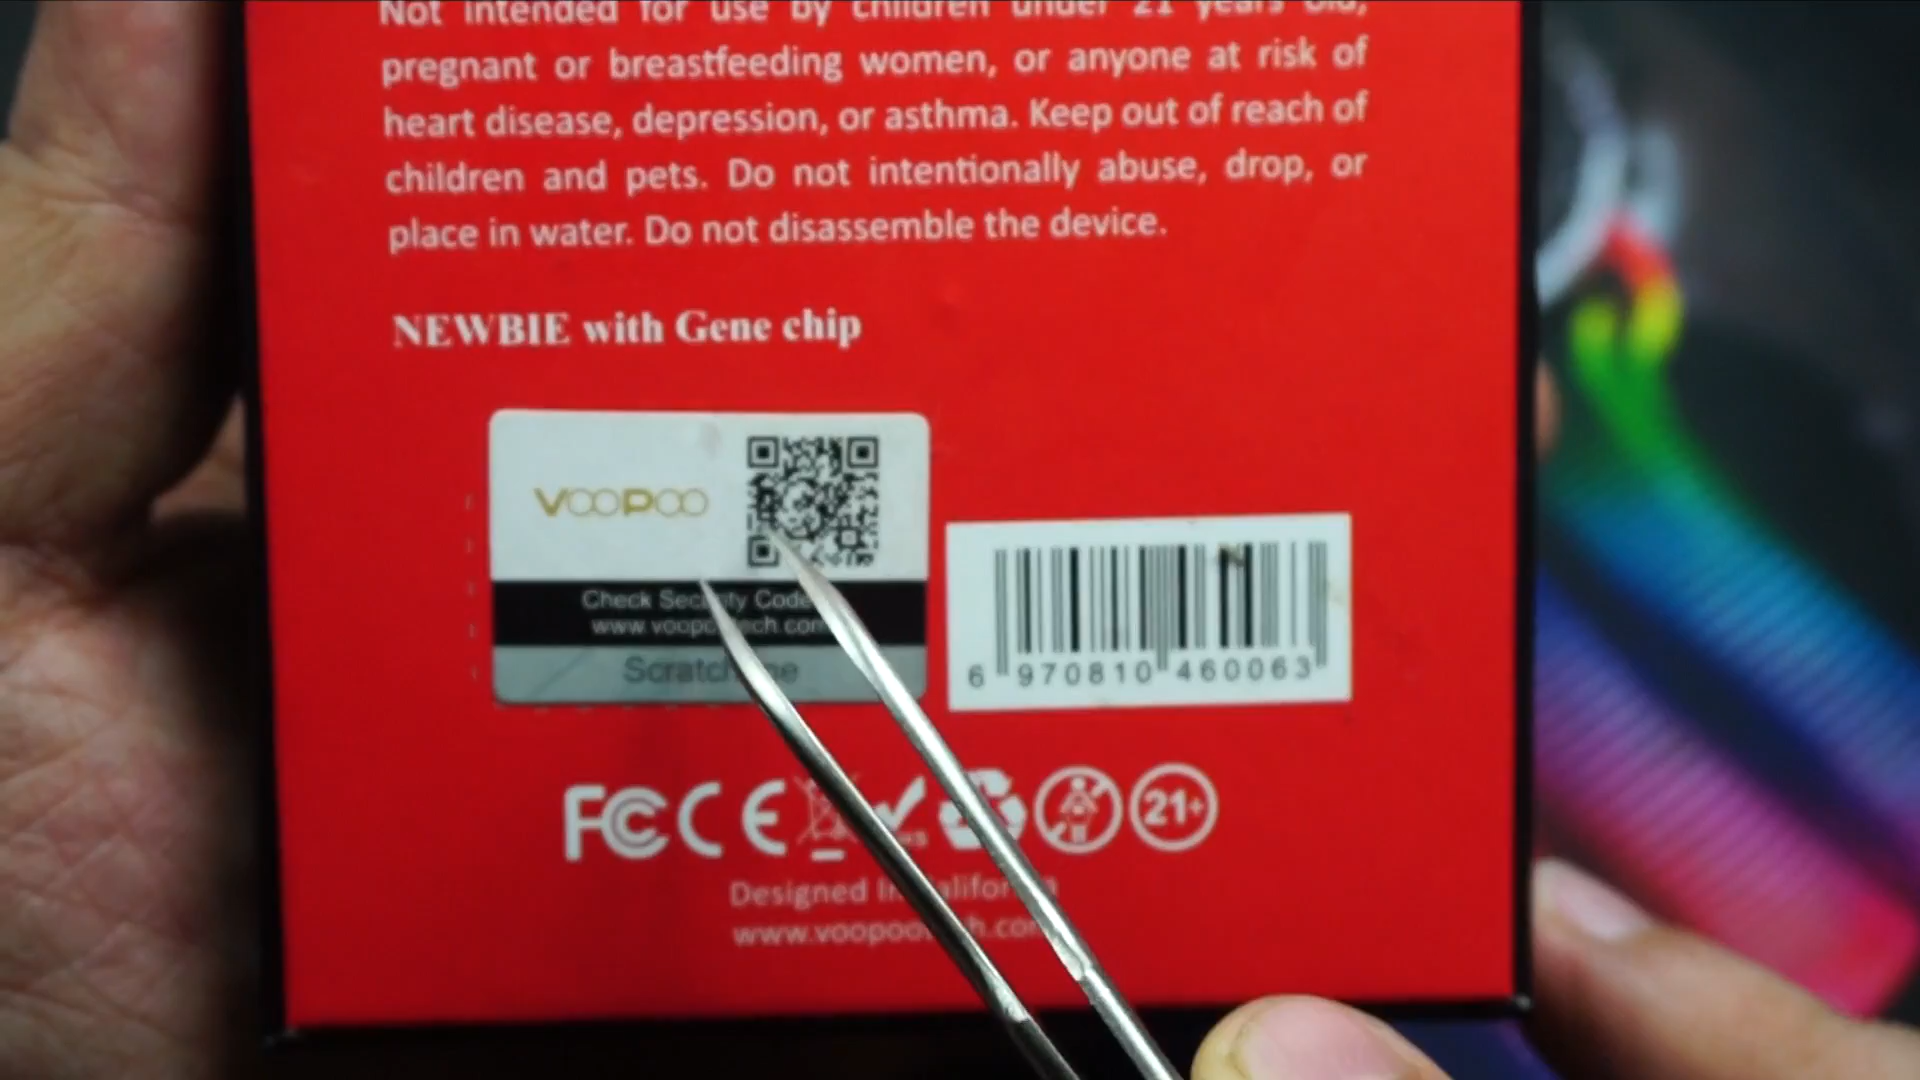 Not intended for use by children under 21 years old,
pregnant or breastfeeding women, or anyone at risk of
heart disease, depression, or asthma. Keep out of reach of
children and pets. Do not intentionally abuse, drop, or
place in water. Do not disassemble the device.
NEWBIE with Gene chip
VOOPOO
Check Security Code
www.voopootech.com
Scratch
6 970810 460063
FC CE 21+
Designed In California
www.voopootech.com